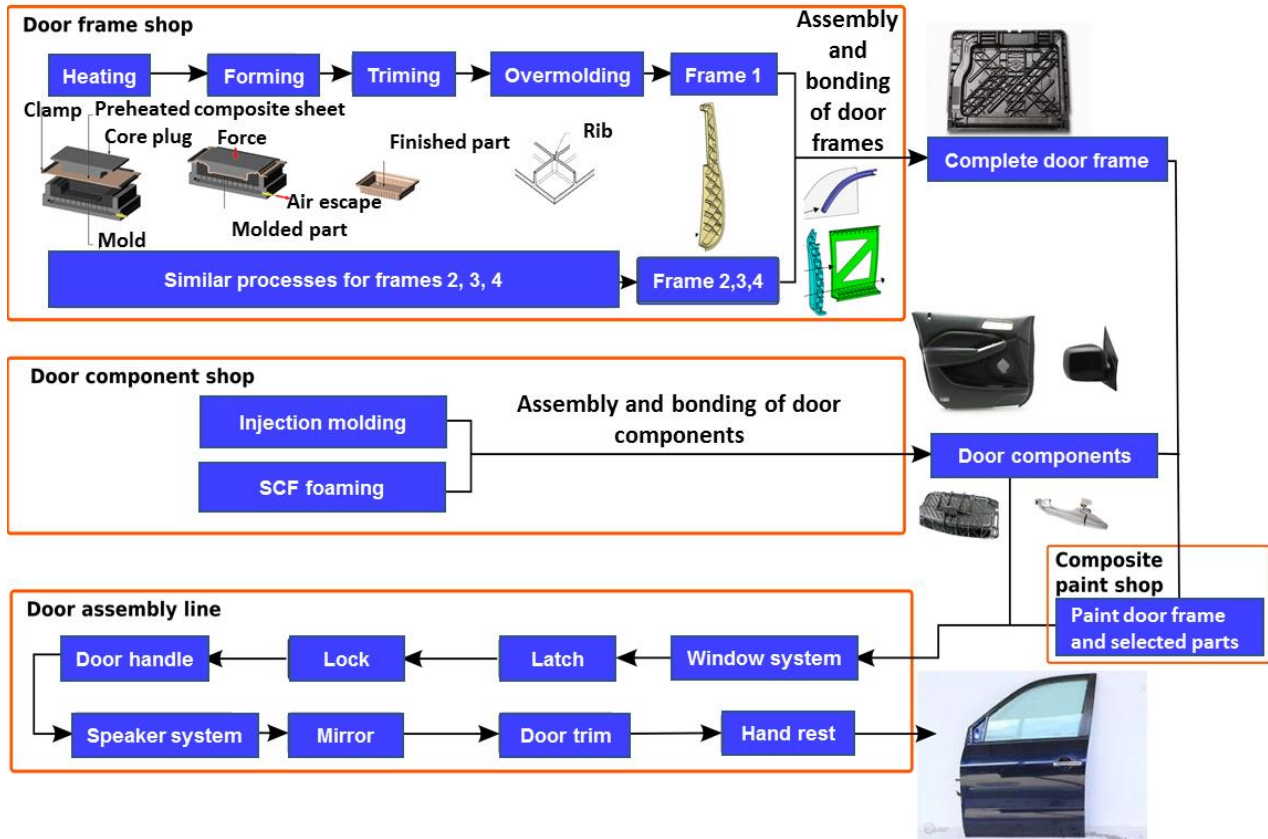 Door frame shop
Heating
Forming
Triming
Overmolding
Frame 1
Assembly
and
bonding
of door
frames
Clamp
Preheated composite sheet
Core plug
Force
Finished part
Rib
Air escape
Molded part
Mold
Complete door frame
Similar processes for frames 2, 3, 4
Frame 2,3,4
Door component shop
Injection molding
SCF foaming
Assembly and bonding of door
components
Door components
Composite
paint shop
Paint door frame
and selected parts
Door assembly line
Door handle
Lock
Latch
Window system
Speaker system
Mirror
Door trim
Hand rest